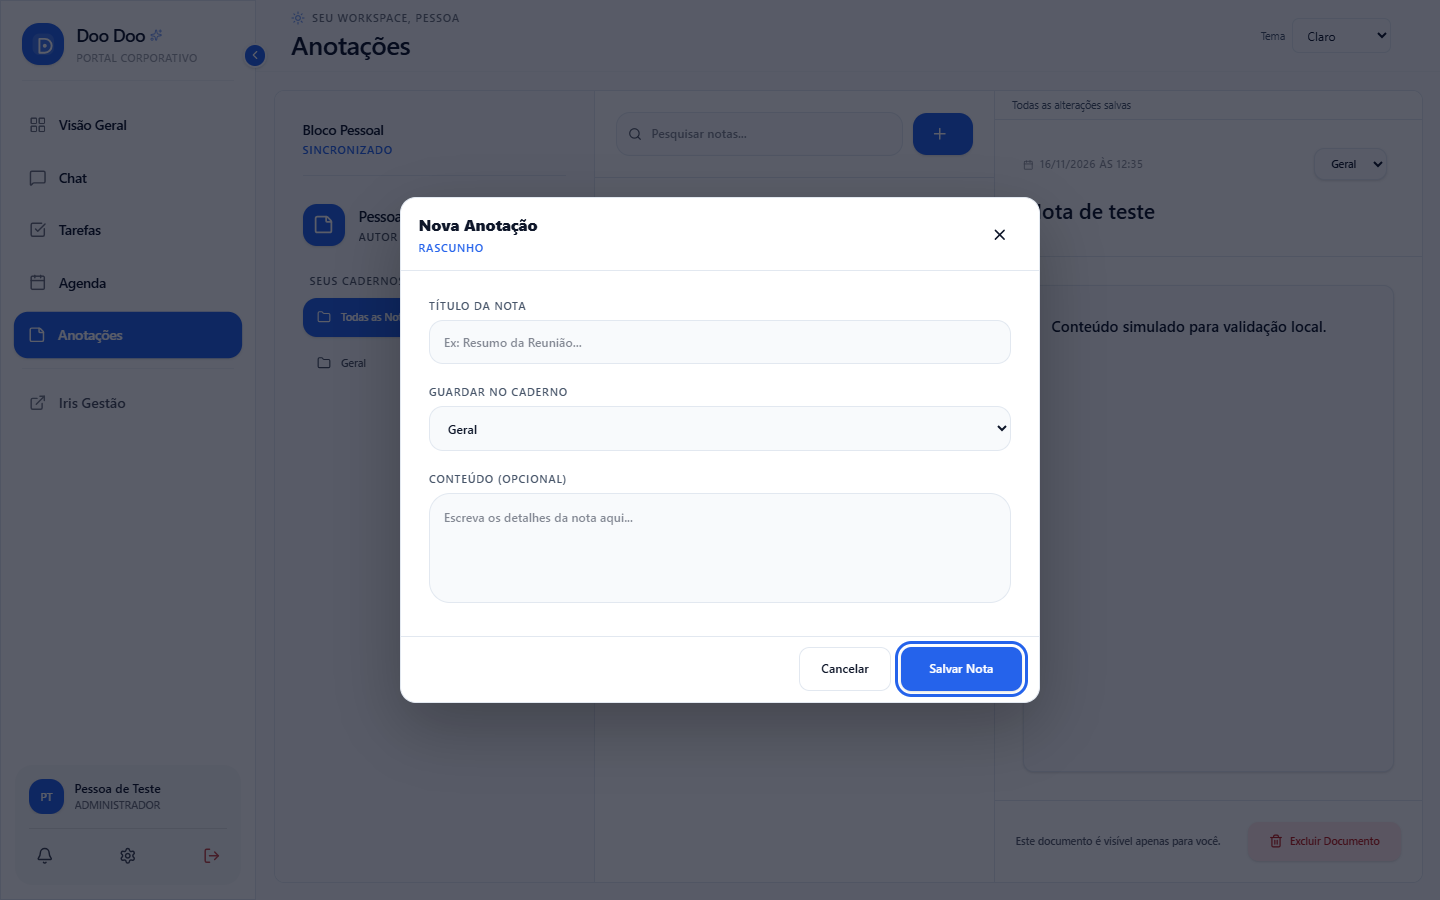 Doo Doo
PORTAL CORPORATIVO
Visão Geral
Chat
Tarefas
Agenda
Anotações
Iris Gestão
PT
Pessoa de Teste
ADMINISTRADOR
SEU WORKSPACE, PESSOA
Anotações
Tema
Claro
Bloco Pessoal
SINCRONIZADO
Pessoa
AUTOR
SEUS CADERNOS
Todas as No
Geral
Pesquisar notas...
Todas as alterações salvas
16/11/2026 ÀS 12:35
Geral
ota de teste
Conteúdo simulado para validação local.
Este documento é visível apenas para você.
Excluir Documento
Nova Anotação
RASCUNHO
TÍTULO DA NOTA
Ex: Resumo da Reunião...
GUARDAR NO CADERNO
Geral
CONTEÚDO (OPCIONAL)
Escreva os detalhes da nota aqui...
Cancelar
Salvar Nota